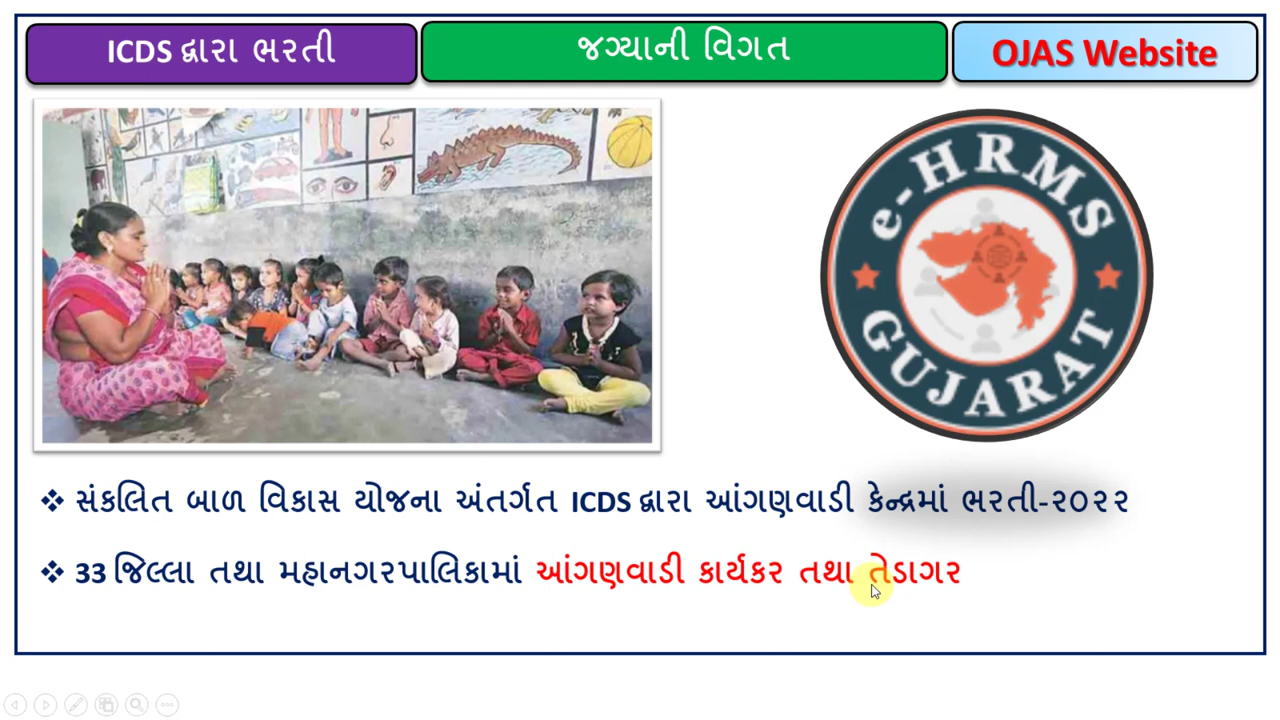 ICDS દ્વારા ભરતી
જગ્યાની વિગત
OJAS Website
e-HRMS
GUJARAT
❖ સંકલિત બાળ વિકાસ યોજના અંતર્ગત ICDS દ્વારા આંગણવાડી કેન્દ્રમાં ભરતી-૨૦૨૨
❖ 33 જિલ્લા તથા મહાનગરપાલિકામાં આંગણવાડી કાર્યકર તથા તેડાગર